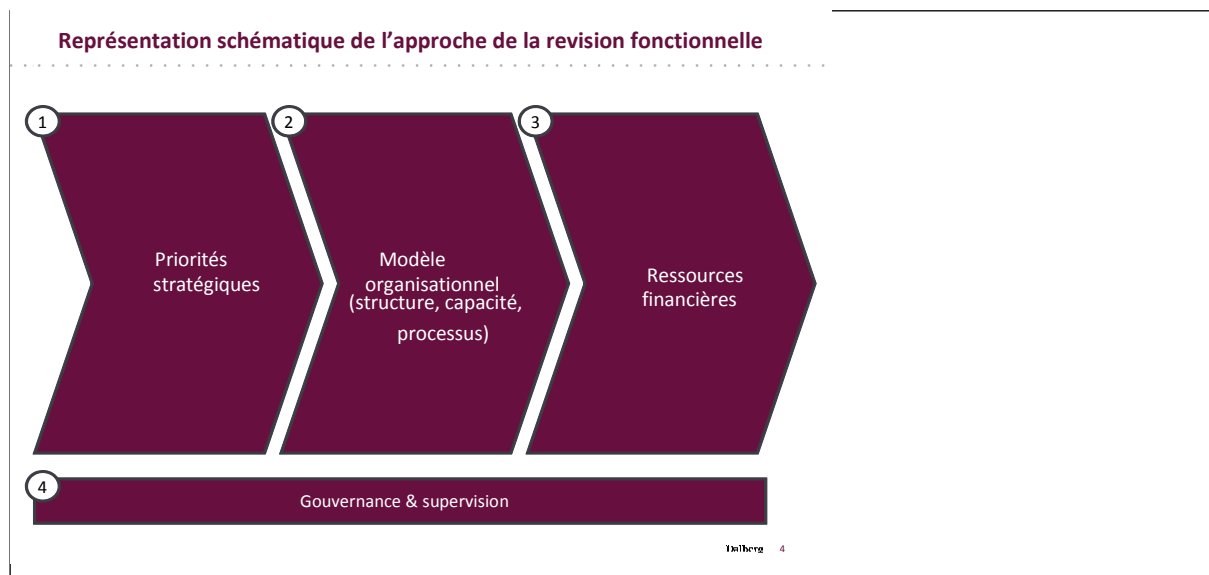 Représentation schématique de l’approche de la revision fonctionnelle
1
2
3
Priorités
stratégiques
Modèle
organisationnel
(structure, capacité,
processus)
Ressources
financières
4
Gouvernance & supervision
Dalberg 4